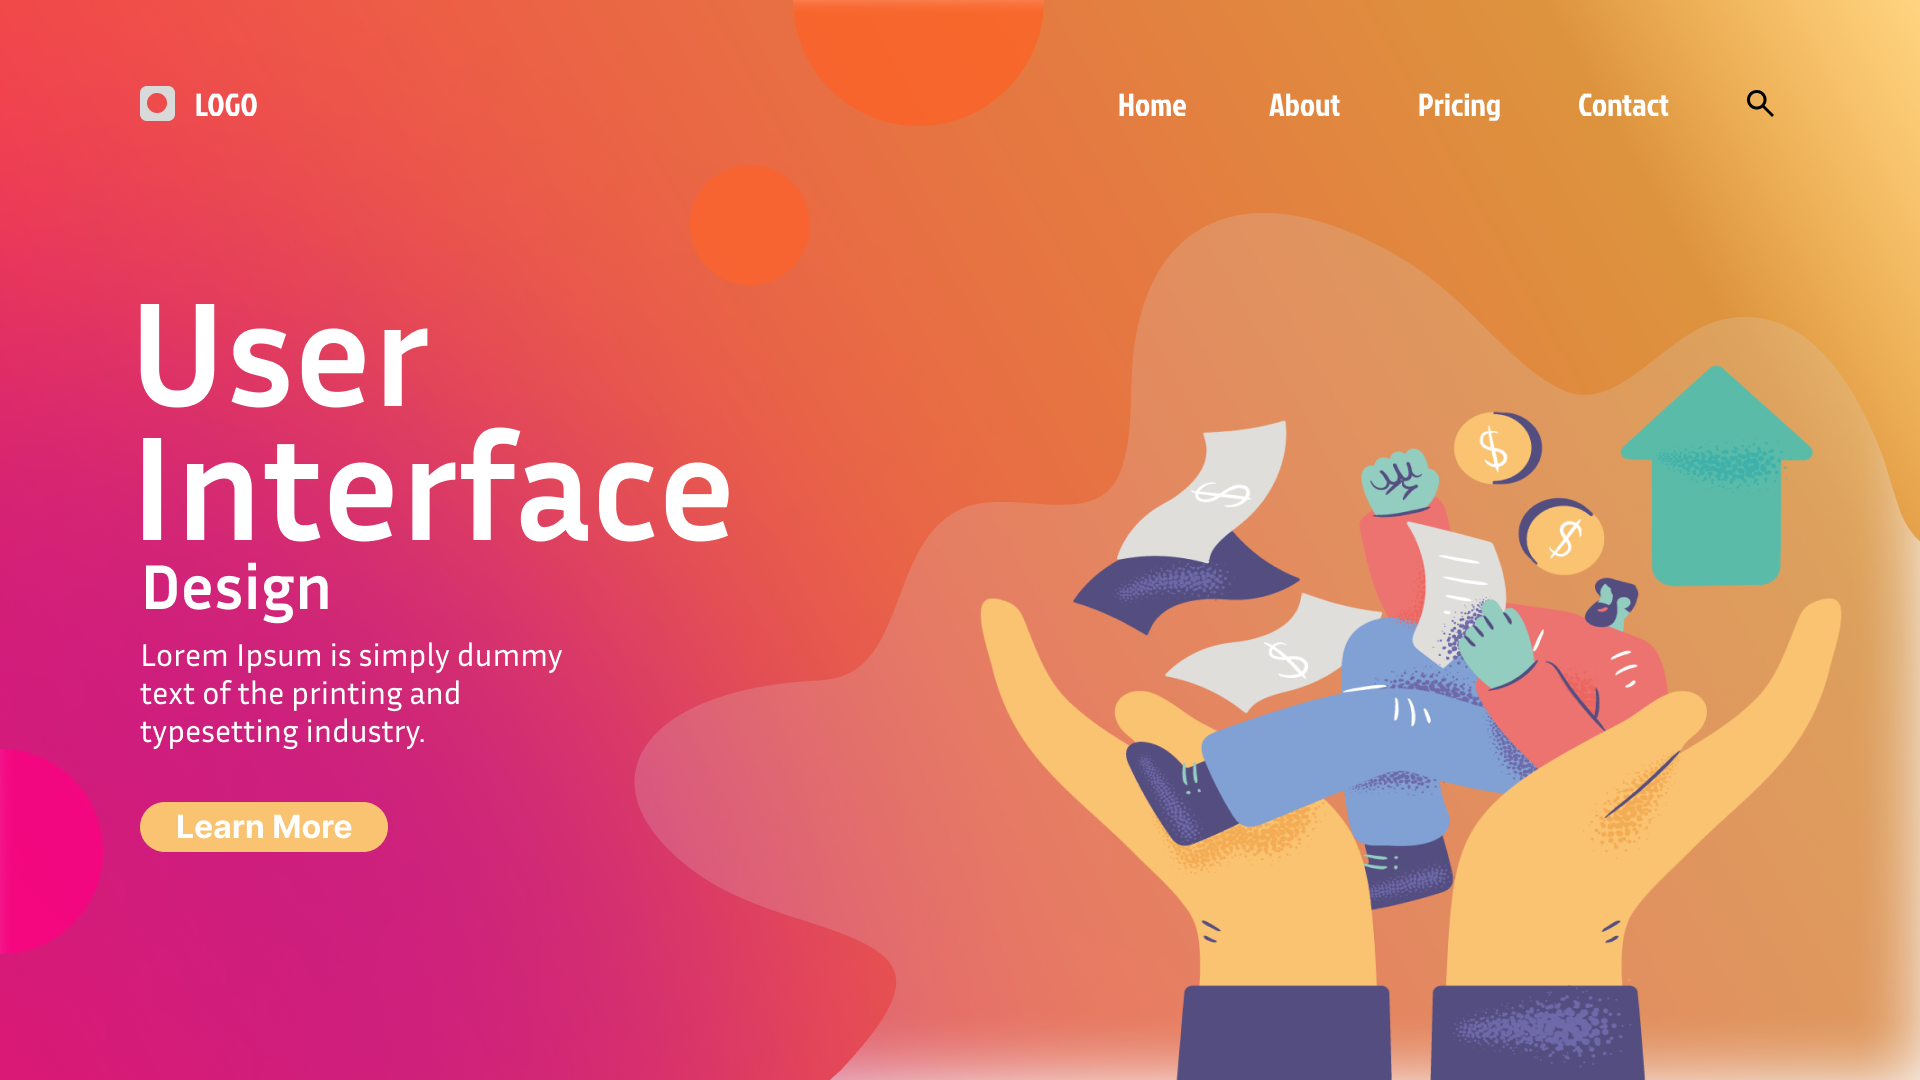 LOGO
Home About Pricing Contact
User
Interface
Design
Lorem Ipsum is simply dummy
text of the printing and
typesetting industry.
Learn More
$
$
$
$